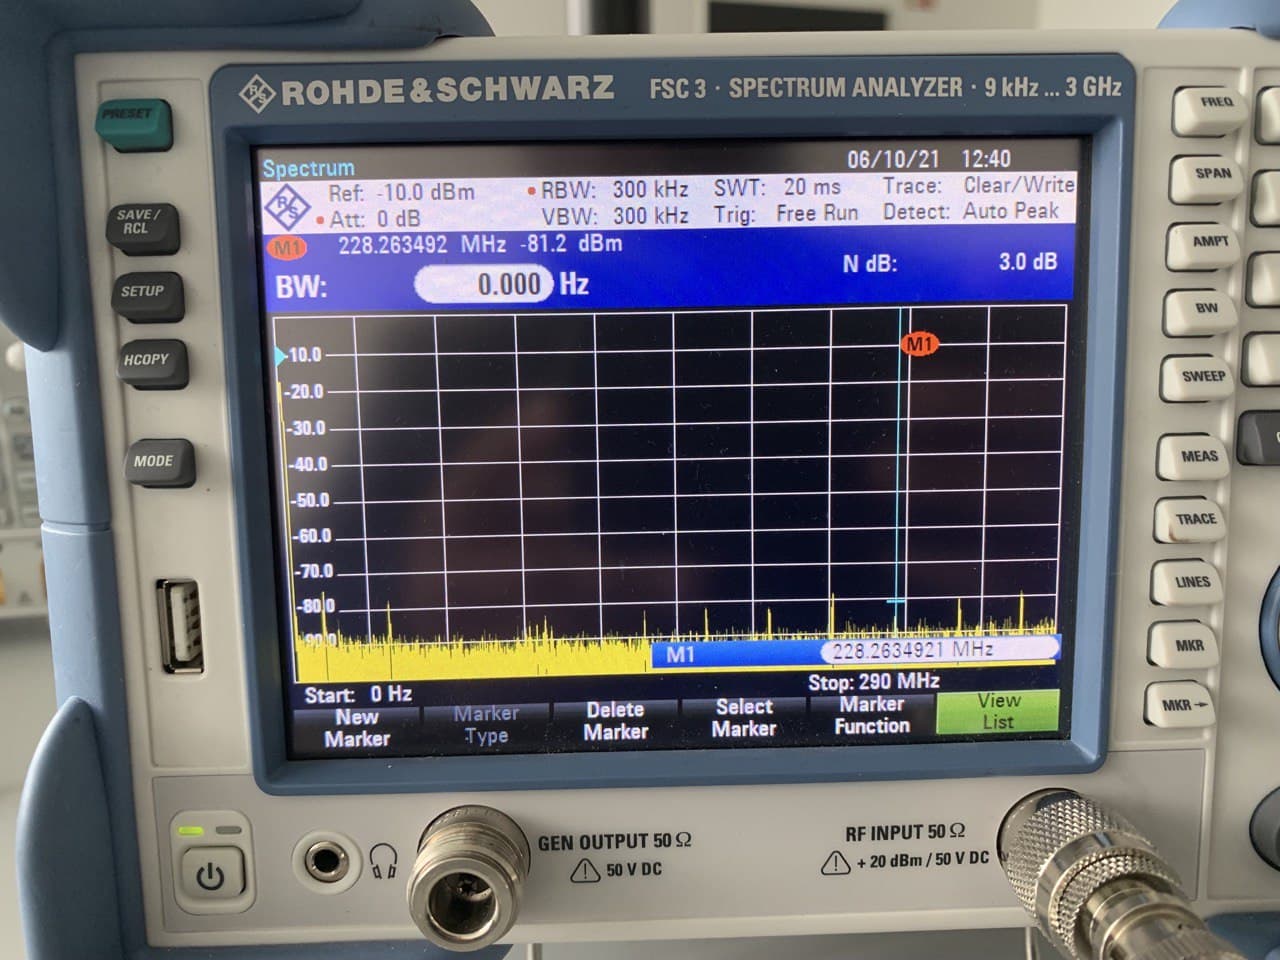 ROHDE & SCHWARZ FSC 3 · SPECTRUM ANALYZER · 9 kHz ... 3 GHz
PRESET
SAVE / RCL
SETUP
HCOPY
MODE
Spectrum 06/10/21 12:40
Ref: -10.0 dBm RBW: 300 kHz SWT: 20 ms Trace: Clear/Write
Att: 0 dB VBW: 300 kHz Trig: Free Run Detect: Auto Peak
M1 228.263492 MHz -81.2 dBm
BW: 0.000 Hz N dB: 3.0 dB
M1
-10.0
-20.0
-30.0
-40.0
-50.0
-60.0
-70.0
-80.0
-90.0
M1 228.2634921 MHz
Start: 0 Hz Stop: 290 MHz
New Marker
Marker Type
Delete Marker
Select Marker
Marker Function
View List
FREQ
SPAN
AMPT
BW
SWEEP
MEAS
TRACE
LINES
MKR
MKR→
GEN OUTPUT 50 Ω
50 V DC
RF INPUT 50 Ω
+ 20 dBm / 50 V DC